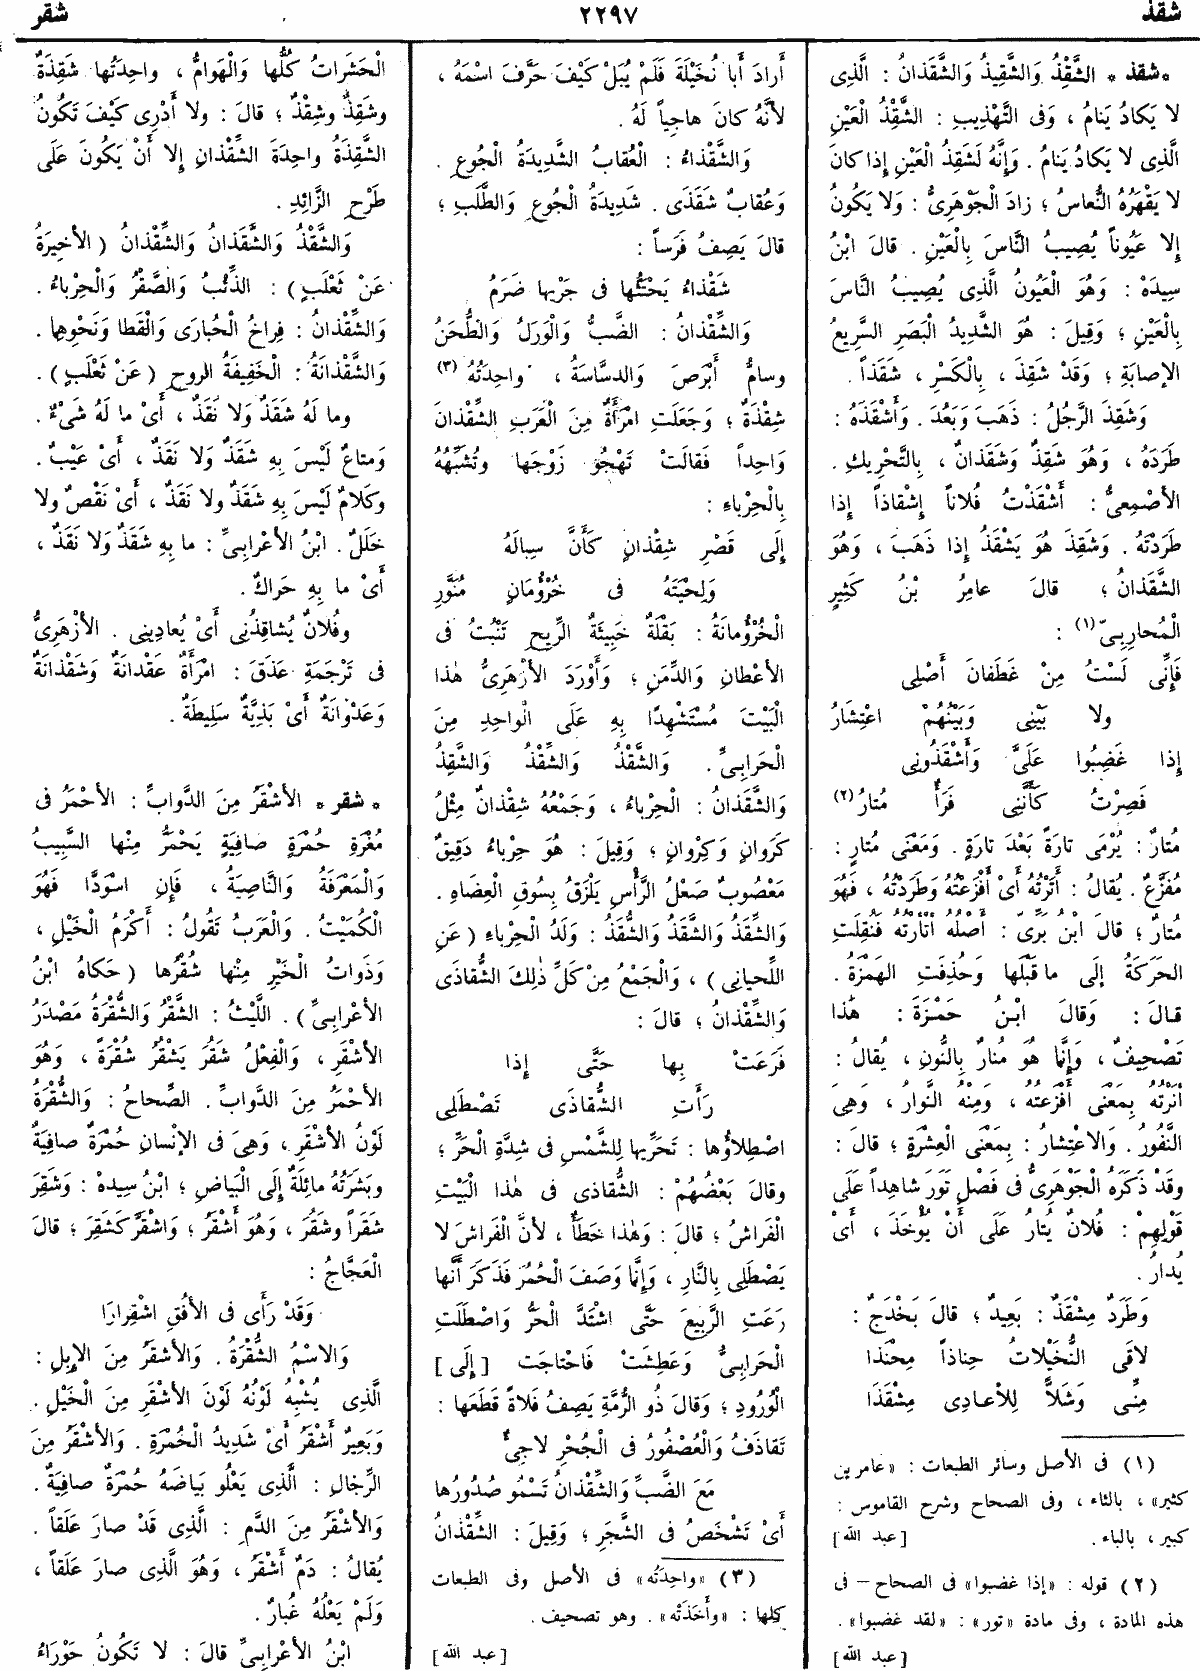 شقذ
٢٢٩٧
شقر
* شقذ * الشَّقْذُ وَالشَّقِيذُ وَالشَّقَذانُ : الَّذِى
لا يَكادُ يَنامُ ، وَفى التَّهْذِيبِ : الشَّقْذُ الْعَيْنِ
الَّذِى لا يَكادُ يَنامُ . وَإِنَّهُ لَشَقِذُ الْعَيْنِ إِذا كانَ
لا يَقْهَرُهُ النُّعاسُ ؛ زادَ الْجَوْهَرِىُّ : وَلا يَكُونُ
إِلا عَيُوناً يُصِيبُ النَّاسَ بِالْعَيْنِ . قالَ ابْنُ
سِيدَهْ : وَهُوَ الْعَيُونُ الَّذِى يُصِيبُ النَّاسَ
بِالْعَيْنِ ؛ وَقِيلَ : هُوَ الشَّدِيدُ الْبَصَرِ السَّرِيعُ
الإِصابَةِ ؛ وَقَدْ شَقِذَ ، بِالْكَسْرِ ، شَقَذاً .
وَشَقِذَ الرَّجُلُ : ذَهَبَ وَبَعُدَ . وَأَشْقَذَهُ :
طَرَدَهُ ، وَهُوَ شَقِذٌ وَشَقَذانٌ ، بِالتَّحْرِيكِ .
الأَصْمِعىُّ : أَشْقَذْتُ فُلاناً إِشْقاذاً إِذا
طَرَدْتَهُ . وَشَقِذَ هُوَ يَشْقَذُ إِذا ذَهَبَ ، وَهُوَ
الشَّقَذانُ ؛ قالَ عامِرُ بْنُ كَثِيرٍ
الْمُحارِبِىّ (١) :
فَإِنِّى لَسْتُ مِنْ غَطَفانَ أَصْلِى
ولا بَيْنِى وَبَيْنُهُمْ اعْتِشَارُ
إِذا غَضِبُوا عَلَىَّ وَأَشْقَذُونِى
فَصِرْتُ كَأَنَّنِى فَرَأٌ مُتارُ (٢)
مُتارٌ : يُرْمَى تارَةً بَعْدَ تارَةٍ . وَمَعْنَى مُتارٍ :
مُفَزَّعٌ . يُقالُ : أَتَرْتُهُ أَىْ أَفْزَعْتُهُ وَطَرَدْتُهُ ، فَهُوَ
مُتارٌ ؛ قالَ ابْنُ بَرِّىّ : أَصْلُهُ أَتْأَرْتُهُ فَنُقِلَتِ
الحَرَكَةُ إِلَى ما قَبْلَها وَحُذِفَتِ الهَمْزَةُ .
قالَ : وَقالَ ابْنُ حَمْزَةَ : هٰذا
تَصْحِيفٌ ، وَإِنَّما هُوَ مُنارٌ بِالنُّونِ ، يُقالُ :
أَنَرْتُهُ بِمَعْنَى أَفْزَعْتُهُ ، وَمِنْهُ النَّوارُ ، وَهِىَ
النَّفُورُ . وَالاعْتِشارُ : بِمَعْنَى الْعِشْرَةِ ؛ قالَ :
وَقَدْ ذَكَرَهُ الْجَوْهَرِىُّ فى فَصْلِ تَوَرَ شاهِداً عَلَى
قَوْلِهِمْ : فُلانٌ يُتارُ عَلَى أَنْ يُؤْخَذَ ، أَىْ
يُدارُ .
وَطَرَدٌ مِشْقَذٌ : بَعِيدٌ ؛ قالَ بَخْدَجٌ :
لاقَى النُّخَيْلاتُ حِناذاً مِحْنَذا
مِنِّى وَشَلاًّ لِلأَعادِى مِشْقَذَا
(١) فى الأصل وسائر الطبعات : «عامر بن
كثير» ، بالثاء ، وفى الصحاح وشرح القاموس :
كبير ، بالباء . [ عبد الله ]
(٢) قوله : «إذا غضبوا» فى الصحاح – فى
هذه المادة ، وفى مادة «تور» : «لقد غضبوا» .
[ عبد الله ]
أَرادَ أَبا نُخَيْلَةَ فَلَمْ يُبَلْ كَيْفَ حَرَّفَ اسْمَهُ ،
لأَنَّهُ كانَ هاجِياً لَهُ .
وَالشَّقْذاءُ : الْعُقابُ الشَّدِيدَةُ الْجُوعِ .
وَعُقابٌ شَقَذَى . شَدِيدَةُ الْجُوعِ وَالطَّلَبِ ؛
قالَ يَصِفُ فَرَساً :
شَقْذاءُ يَحْتَثُّها فى جَرْيها ضَرَمُ
وَالشِّقْذانُ : الضَّبُّ وَالْوَرَلُ وَالطُّحَنُ
وسامُّ أَبْرَصَ وَالدسَّاسَةُ ، واحِدَتُهُ (٣)
شِقْذَةٌ ؛ وَجَعَلَتِ امْرَأَةٌ مِنَ الْعَرَبِ الشِّقْذانَ
وَاحِداً فَقالَتْ تَهْجُو زَوْجَها وَتُشَبِّهُهُ
بِالْحِرْباءِ :
إِلَى قَصْرِ شِقْذانٍ كَأَنَّ سِبالَهُ
وَلِحْيَتَهُ فى خُرْؤُمانٍ مُنَوَّرِ
الْخُرْؤُمانَةُ : بَقْلَةٌ خَبِيثَةُ الرِّيحِ تَنْبُتُ فى
الأَعْطانِ وَالدِّمَنِ ؛ وَأَوْرَدَ الأَزْهَرِىُّ هٰذا
الْبَيْتَ مُسْتَشْهِدًا بِهِ عَلَى الْواحِدِ مِنَ
الْحَرابِىِّ . وَالشَّقْذُ وَالشِّقْذُ وَالشَّقِذُ
وَالشَّقَذانُ : الْحِرْباءُ ، وَجَمْعُهُ شِقْذانٌ مِثْلُ
كَرَوانٍ وَكِرْوانٍ ؛ وَقِيلَ : هُوَ حِرْباءُ دَقِيقٌ
مَعْصُوبٌ صَعْلُ الرَّأْسِ يَلْزَقُ بِسُوقِ الْعِضَاهِ .
وَالشِّقَذُ وَالشَّقَذُ وَالشُّقَذُ : وَلَدُ الْحِرْباءِ ( عَنِ
اللِّحيانِى ) ، وَالْجَمْعُ مِنْ كَلِّ ذٰلِكَ الشُّقاذَى
وَالشِّقْذانُ ؛ قالَ :
فَرَعَتْ بِها حَتَّى إِذا
رَأَتِ الشُّقاذَى تَصْطَلِى
اصْطِلاؤُها : تَحَرِّيها لِلشَّمْسِ فى شِدَّةِ الْحَرِّ ؛
وقالَ بَعْضُهُمْ : الشُّقاذى فى هٰذا الْبَيْتِ
الْفَراشُ ؛ قالَ : وَهٰذا خَطَأٌ ، لأَنَّ الْفَراشَ لا
يَصْطَلِى بِالنَّارِ ، وَإِنَّما وَصَفَ الْحُمُرَ فَذَكَرَ أَنَّها
رَعَتِ الرَّبِيعَ حَتَّى اشْتَدَّ الْحَرُّ وَاصْطَلَتِ
الْحَرابِىُّ وَعَطِشَتْ فَاحْتاجَت [ إِلَى ]
الْوُرُودِ ؛ وَقالَ ذُو الرُّمَّةِ يَصِفُ فَلاةً قَطَعَها :
تَقاذَفُ وَالْعُصْفُورُ فى الْجُحْرِ لاجِئٌ
مَعَ الضَّبِّ وَالشِّقْذانُ تَسْمُو صُدُورُها
أَىْ تَشْخَصُ فى الشَّجَرِ ؛ وَقِيلَ : الشِّقْذَانُ
(٣) «واحِدَتُه» فى الأصل وفى الطبعات
كلها : «وأَخَذَتْه» . وهو تصحيف .
[ عبد الله ]
الْحَشَراتُ كُلُّها وَالْهَوامُّ ، واحِدَتُها شَقِذَةٌ
وشَقِذٌ وشِقْذٌ ؛ قالَ : ولا أَدْرِى كَيْفَ تَكُونُ
الشَّقِذَةُ واحِدَةَ الشِّقْذانِ إِلا أَنْ يَكُونَ عَلَى
طَرْحِ الزَّائِدِ .
وَالشَّقْذُ وَالشَّقَذانُ وَالشِّقْذانُ ( الأَخِيرَةُ
عَنْ ثَعْلَبٍ ) : الذِّئْبُ وَالصَّقْرُ وَالْحِرْباءُ .
وَالشِّقْذانُ : فِراخُ الْحُبارَى وَالْقَطا وَنَحْوِها .
وَالشَّقْذانَةُ : الْخَفِيفَةُ الروحِ ( عَنْ ثَعْلَبٍ ) .
وما لَهُ شَقَذٌ وَلا نَقَذٌ ، أَىْ ما لَهُ شَىْءٌ .
وَمتاعٌ لَيْسَ بِهِ شَقَذٌ وَلا نَقَذٌ ، أَىْ عَيْبٌ .
وكَلامٌ لَيْسَ بِهِ شَقَذٌ ولا نَقَذٌ ، أَىْ نَقْصٌ ولا
خَلَلٌ . ابْنُ الأَعْرابِىِّ : ما بِهِ شَقَذٌ وَلا نَقَذٌ ،
أَىْ ما بِهِ حَراكٌ .
وفُلانٌ يُشاقِذُنِى أَىْ يُعادِينِى . الأَزْهَرِىُّ
فى تَرْجَمَةِ عَذَقَ : امْرَأَةٌ عَقْدانَةٌ وَشَقْذانَةٌ
وَعَدْوانَةٌ أَىْ بَذِيَّةٌ سَلِيطَةٌ .
* شقر * الأَشْقَرُ مِنَ الدَّوابِّ : الأَحْمَرُ فى
مُغْرَةِ حُمْرَةٍ صافِيَةٍ يَحْمَرُّ مِنْها السَّبِيبُ
وَالْمَعْرَفَةُ وَالنَّاصِيَةُ ، فَإِنِ اسْوَدَّا فَهُوَ
الْكُمَيْتُ . وَالْعَرَبُ تَقُولُ : أَكْرَمُ الْخَيْلِ ،
وَذَواتُ الْخَيْرِ مِنْها شُقْرُها ( حَكاهُ ابْنُ
الأَعْرابِىِّ ) . اللَّيْثُ : الشَّقْرُ وَالشُّقْرَةُ مَصْدَرُ
الأَشْقَرِ ، وَالْفِعْلُ شَقُرَ يَشْقُرُ شُقْرَةً ، وَهُوَ
الأَحْمَرُ مِنَ الدَّوابِّ . الصِّحاحُ : وَالشُّقْرَةُ
لَوْنُ الأَشْقَرِ ، وَهِىَ فى الإِنْسانِ حُمْرَةٌ صافِيَةٌ
وبَشَرَتُهُ مائِلَةٌ إِلَى الْبَياضِ ؛ ابْنُ سِيدهْ : وَشَقِرَ
شَقَراً وشَقُرَ ، وَهُوَ أَشْقَرُ ؛ وَاشْقَرَّ كَشَقِرَ ؛ قالَ
الْعَجَّاجُ :
وَقَدْ رَأَى فى الأُفُقِ اشْقِرارَا
وَالاسْمُ الشُّقْرَةُ . وَالأَشْقَرُ مِنَ الإِبِلِ :
الَّذِى يُشْبِهُ لَوْنُهُ لَوْنَ الأَشْقَرِ مِنَ الْخَيْلِ .
وَبَعِيرٌ أَشْقَرُ أَىْ شَدِيدُ الْحُمْرَةِ . وَالأَشْقَرُ مِنَ
الرِّجالِ : الَّذِى يَعْلُو بَياضَهُ حُمْرَةٌ صافِيَةٌ .
وَالأَشْقَرُ مِنَ الدَّمِ : الَّذِى قَدْ صارَ عَلَقاً .
يُقالُ : دَمٌ أَشْقَرُ ، وَهُوَ الَّذِى صارَ عَلَقاً ،
وَلَمْ يَعْلُهُ غُبارٌ .
ابْنُ الأَعْرابِىِّ قالَ : لا تَكُونُ حَوْرَاءُ